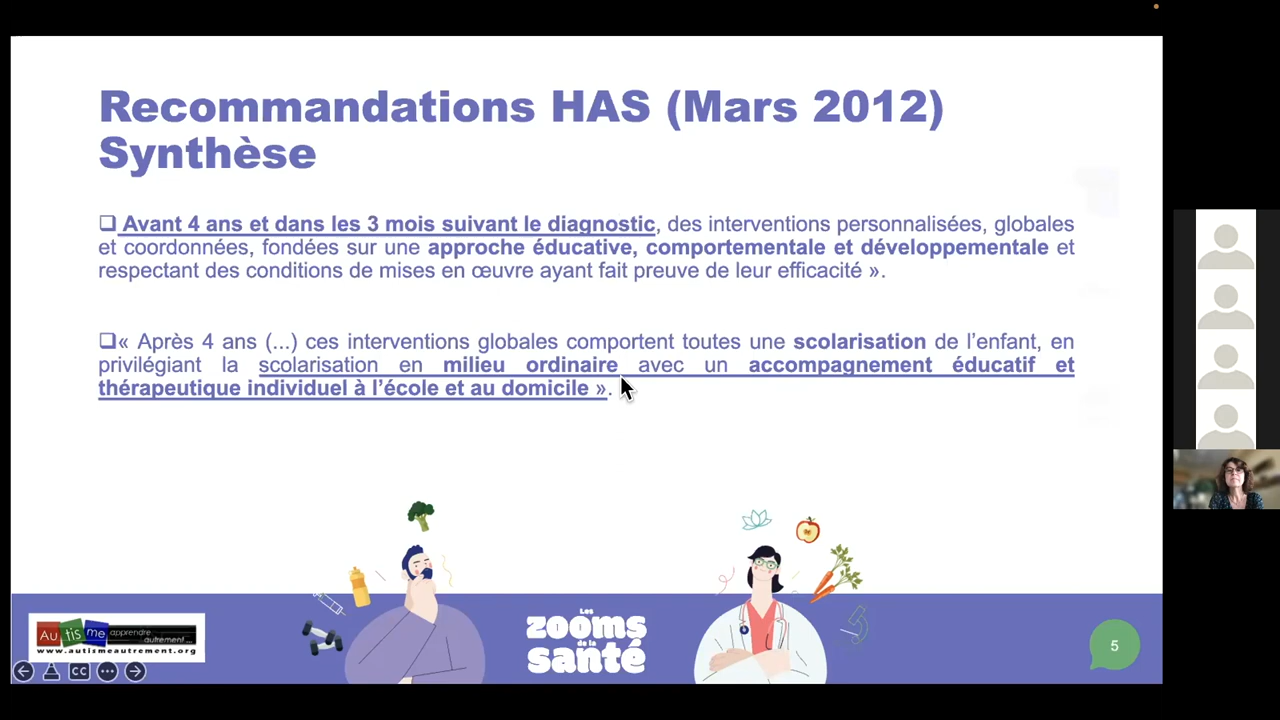 Recommandations HAS (Mars 2012)
Synthèse
❑ Avant 4 ans et dans les 3 mois suivant le diagnostic, des interventions personnalisées, globales
et coordonnées, fondées sur une approche éducative, comportementale et développementale et
respectant des conditions de mises en œuvre ayant fait preuve de leur efficacité ».
❑« Après 4 ans (...) ces interventions globales comportent toutes une scolarisation de l'enfant, en
privilégiant la scolarisation en milieu ordinaire avec un accompagnement éducatif et
thérapeutique individuel à l'école et au domicile ».
Autisme apprendre
autrement...
www.autismeautrement.org
Les
zooms
de la
santé
5
CC